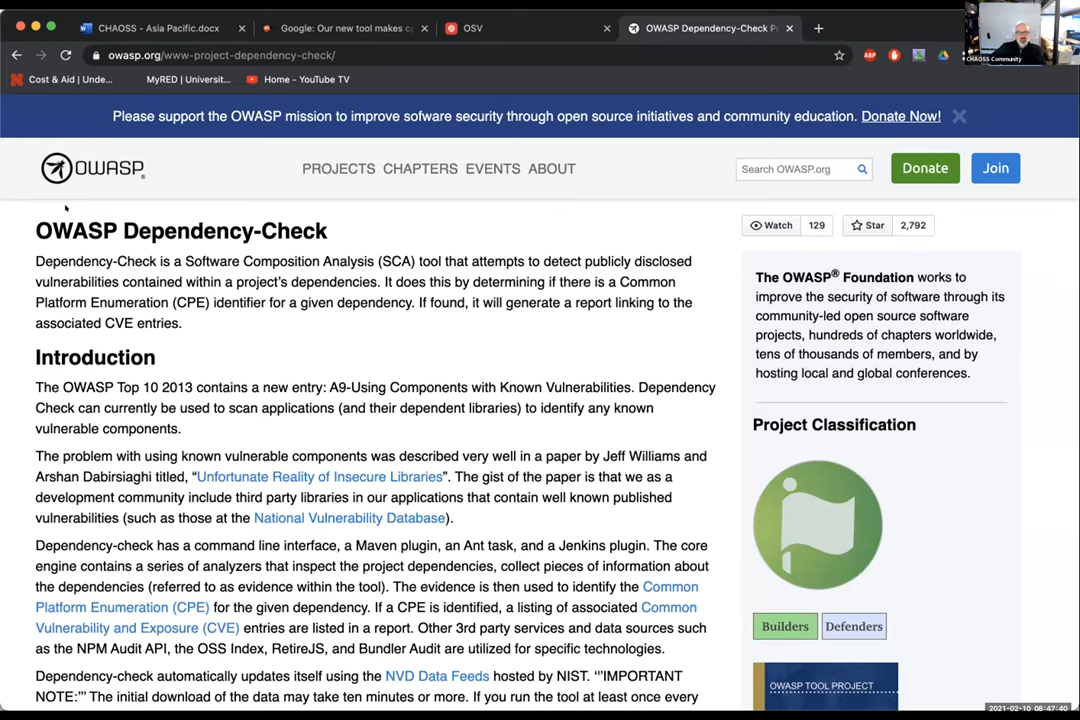 CHAOSS - Asia Pacific.docx
Google: Our new tool makes o
OSV
OWASP Dependency-Check P
owasp.org/www-project-dependency-check/
ABP
CHAOSS Community
Cost & Aid | Unde...
MyRED | Universit...
Home - YouTube TV
Please support the OWASP mission to improve sofware security through open source initiatives and community education. Donate Now!
OWASP
PROJECTS CHAPTERS EVENTS ABOUT
Search OWASP.org
Donate
Join
OWASP Dependency-Check
Watch 129
Star 2,792
Dependency-Check is a Software Composition Analysis (SCA) tool that attempts to detect publicly disclosed
vulnerabilities contained within a project's dependencies. It does this by determining if there is a Common
Platform Enumeration (CPE) identifier for a given dependency. If found, it will generate a report linking to the
associated CVE entries.
Introduction
The OWASP Top 10 2013 contains a new entry: A9-Using Components with Known Vulnerabilities. Dependency
Check can currently be used to scan applications (and their dependent libraries) to identify any known
vulnerable components.
The problem with using known vulnerable components was described very well in a paper by Jeff Williams and
Arshan Dabirsiaghi titled, “Unfortunate Reality of Insecure Libraries”. The gist of the paper is that we as a
development community include third party libraries in our applications that contain well known published
vulnerabilities (such as those at the National Vulnerability Database).
Dependency-check has a command line interface, a Maven plugin, an Ant task, and a Jenkins plugin. The core
engine contains a series of analyzers that inspect the project dependencies, collect pieces of information about
the dependencies (referred to as evidence within the tool). The evidence is then used to identify the Common
Platform Enumeration (CPE) for the given dependency. If a CPE is identified, a listing of associated Common
Vulnerability and Exposure (CVE) entries are listed in a report. Other 3rd party services and data sources such
as the NPM Audit API, the OSS Index, RetireJS, and Bundler Audit are utilized for specific technologies.
Dependency-check automatically updates itself using the NVD Data Feeds hosted by NIST. ‘’‘IMPORTANT
NOTE:’’’ The initial download of the data may take ten minutes or more. If you run the tool at least once every
The OWASP® Foundation works to
improve the security of software through its
community-led open source software
projects, hundreds of chapters worldwide,
tens of thousands of members, and by
hosting local and global conferences.
Project Classification
Builders
Defenders
OWASP TOOL PROJECT
2021-02-10 08:47:40